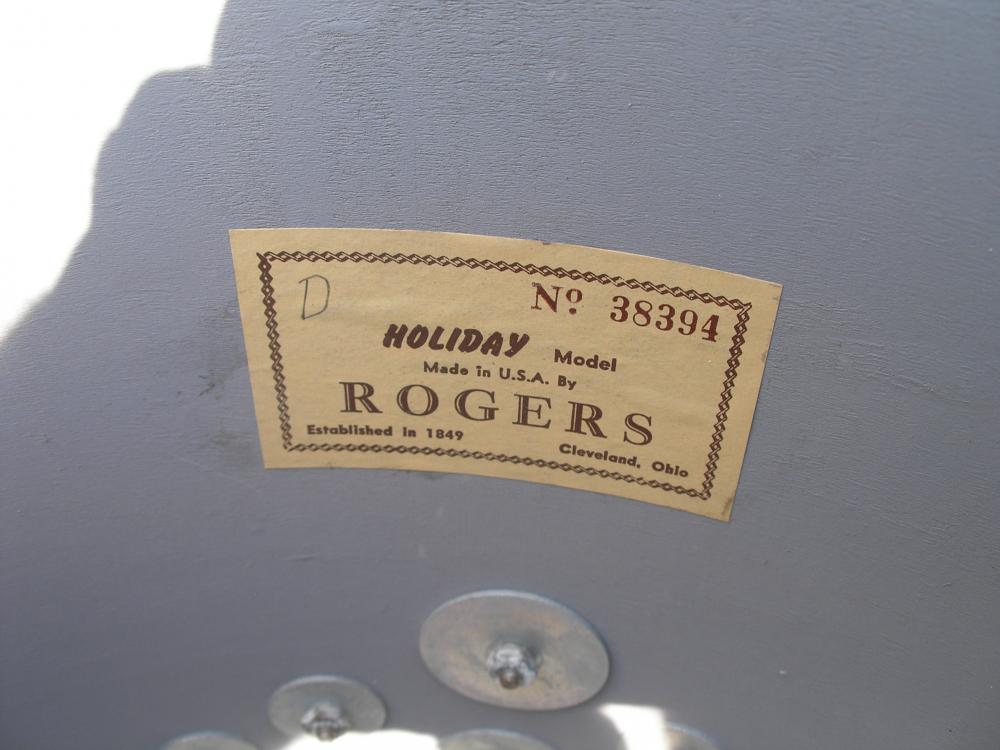 D
Nº 38394
HOLIDAY Model
Made in U.S.A. By
ROGERS
Established in 1849
Cleveland, Ohio